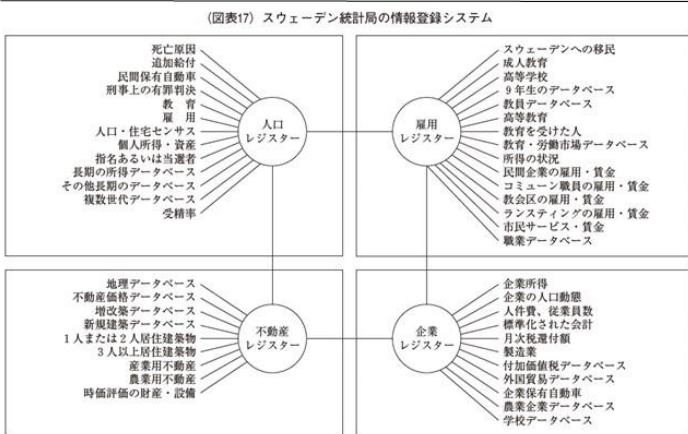 (図表17) スウェーデン統計局の情報登録システム
死亡原因
追加給付
民間保有自動車
刑事上の有罪判決
教 育
雇 用
人口・住宅センサス
個人所得・資産
指名あるいは当選者
長期の所得データベース
その他長期のデータベース
複数世代データベース
受精率
人口
レジスター
雇用
レジスター
スウェーデンへの移民
成人教育
高等学校
9年生のデータベース
教員データベース
高等教育
教育を受けた人
教育・労働市場データベース
所得の状況
民間企業の雇用・賃金
コミューン職員の雇用・賃金
教会区の雇用・賃金
ランスティングの雇用・賃金
市民サービス・賃金
職業データベース
地理データベース
不動産価格データベース
増改築データベース
新規建築データベース
1人または2人居住建築物
3人以上居住建築物
産業用不動産
農業用不動産
時価評価の財産・設備
不動産
レジスター
企業
レジスター
企業所得
企業の人口動態
人件費、従業員数
標準化された会計
月次税還付額
製造業
付加価値税データベース
外国貿易データベース
企業保有自動車
農業企業データベース
学校データベース